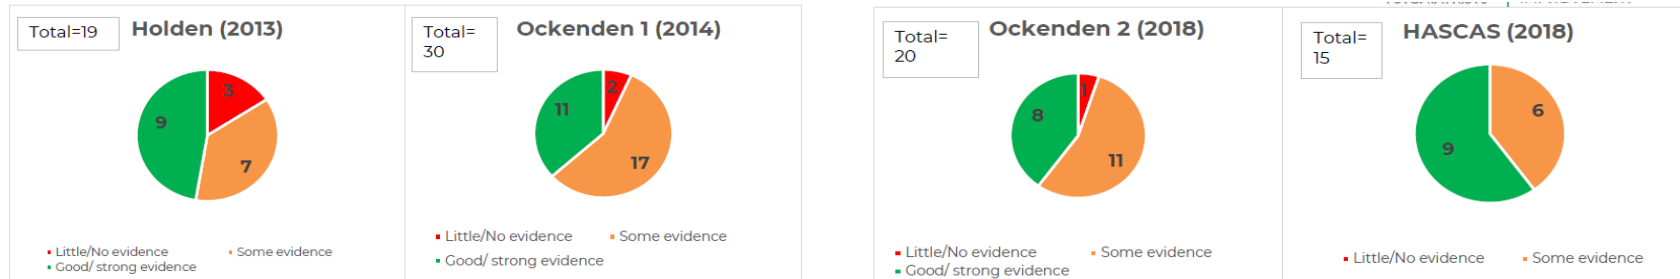 Total=19
Holden (2013)
3
9
7
Little/No evidence
Some evidence
Good/ strong evidence
Total=
30
Ockenden 1 (2014)
2
11
17
Little/No evidence
Some evidence
Good/ strong evidence
Total=
20
Ockenden 2 (2018)
1
8
11
Little/No evidence
Some evidence
Good/ strong evidence
Total=
15
HASCAS (2018)
6
9
Little/No evidence
Some evidence